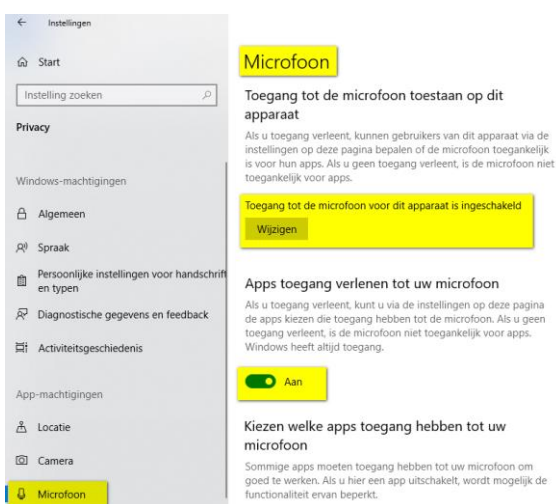 Instellingen
Start
Instelling zoeken
Privacy
Windows-machtigingen
Algemeen
Spraak
Persoonlijke instellingen voor handschrift
en typen
Diagnostische gegevens en feedback
Activiteitsgeschiedenis
App-machtigingen
Locatie
Camera
Microfoon
Microfoon
Toegang tot de microfoon toestaan op dit
apparaat
Als u toegang verleent, kunnen gebruikers van dit apparaat via de
instellingen op deze pagina bepalen of de microfoon toegankelijk
is voor hun apps. Als u geen toegang verleent, is de microfoon niet
toegankelijk voor apps.
Toegang tot de microfoon voor dit apparaat is ingeschakeld
Wijzigen
Apps toegang verlenen tot uw microfoon
Als u toegang verleent, kunt u via de instellingen op deze pagina
de apps kiezen die toegang hebben tot de microfoon. Als u geen
toegang verleent, is de microfoon niet toegankelijk voor apps.
Windows heeft altijd toegang.
Aan
Kiezen welke apps toegang hebben tot uw
microfoon
Sommige apps moeten toegang hebben tot uw microfoon om
goed te werken. Als u hier een app uitschakelt, wordt mogelijk de
functionaliteit ervan beperkt.